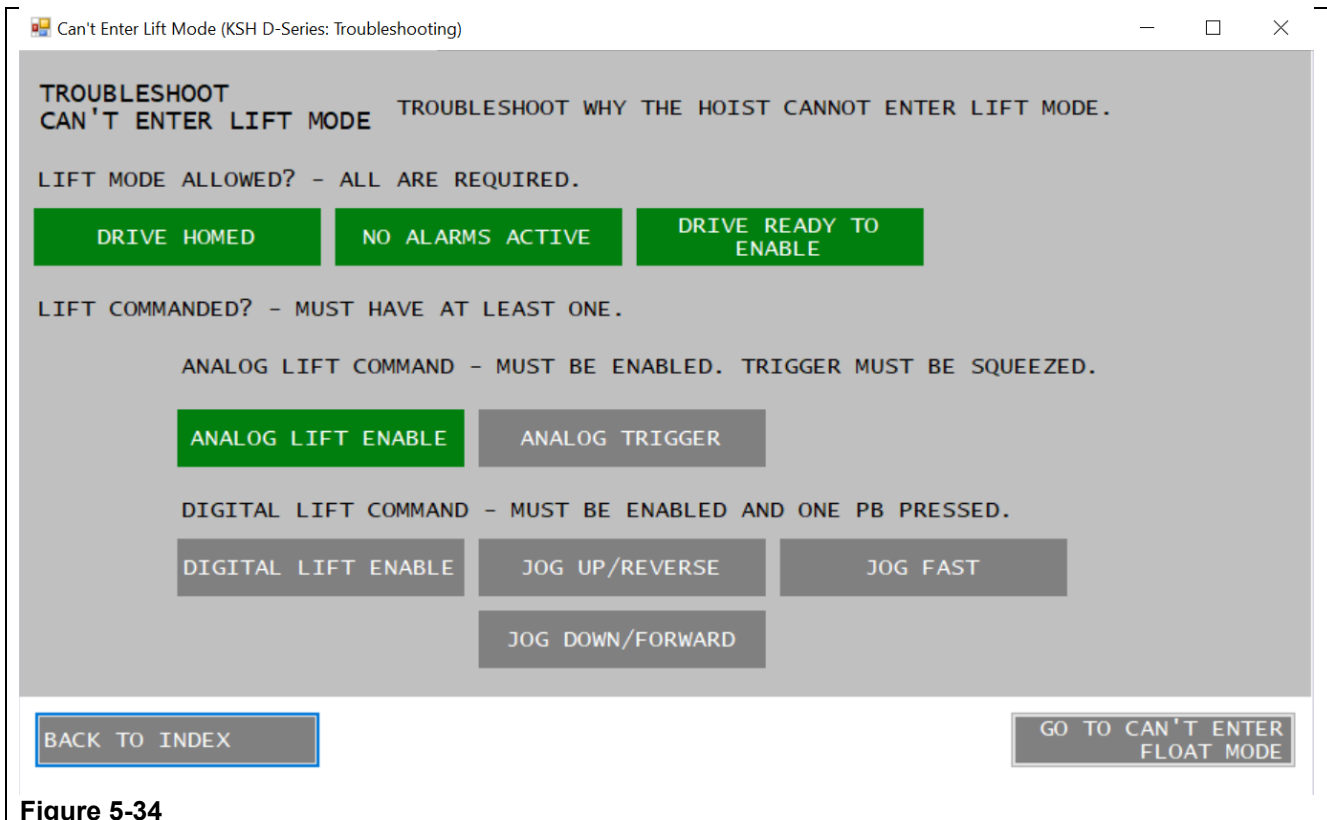 Can't Enter Lift Mode (KSH D-Series: Troubleshooting)
TROUBLESHOOT
CAN'T ENTER LIFT MODE
TROUBLESHOOT WHY THE HOIST CANNOT ENTER LIFT MODE.
LIFT MODE ALLOWED? - ALL ARE REQUIRED.
DRIVE HOMED
NO ALARMS ACTIVE
DRIVE READY TO
ENABLE
LIFT COMMANDED? - MUST HAVE AT LEAST ONE.
ANALOG LIFT COMMAND - MUST BE ENABLED. TRIGGER MUST BE SQUEEZED.
ANALOG LIFT ENABLE
ANALOG TRIGGER
DIGITAL LIFT COMMAND - MUST BE ENABLED AND ONE PB PRESSED.
DIGITAL LIFT ENABLE
JOG UP/REVERSE
JOG FAST
JOG DOWN/FORWARD
BACK TO INDEX
GO TO CAN'T ENTER
FLOAT MODE
Figure 5-34